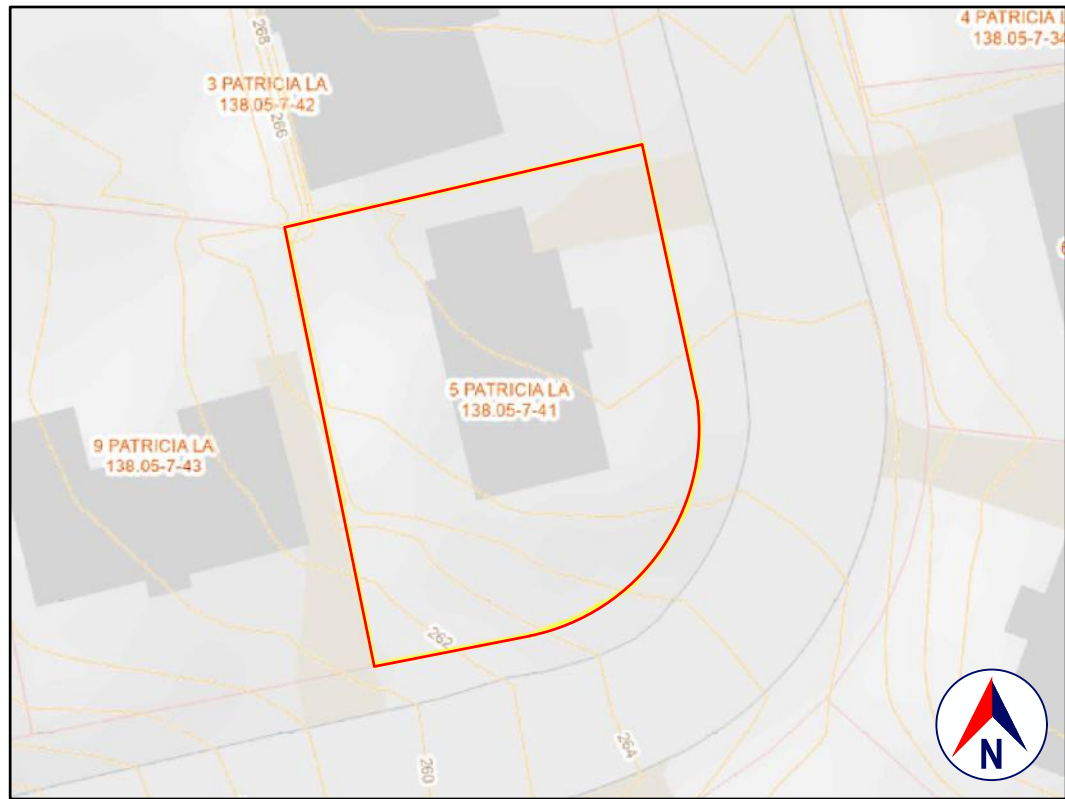 268
4 PATRICIA L
138.05-7-34
3 PATRICIA LA
138.05-7-42
266
5 PATRICIA LA
138.05-7-41
9 PATRICIA LA
138.05-7-43
262
264
260
N